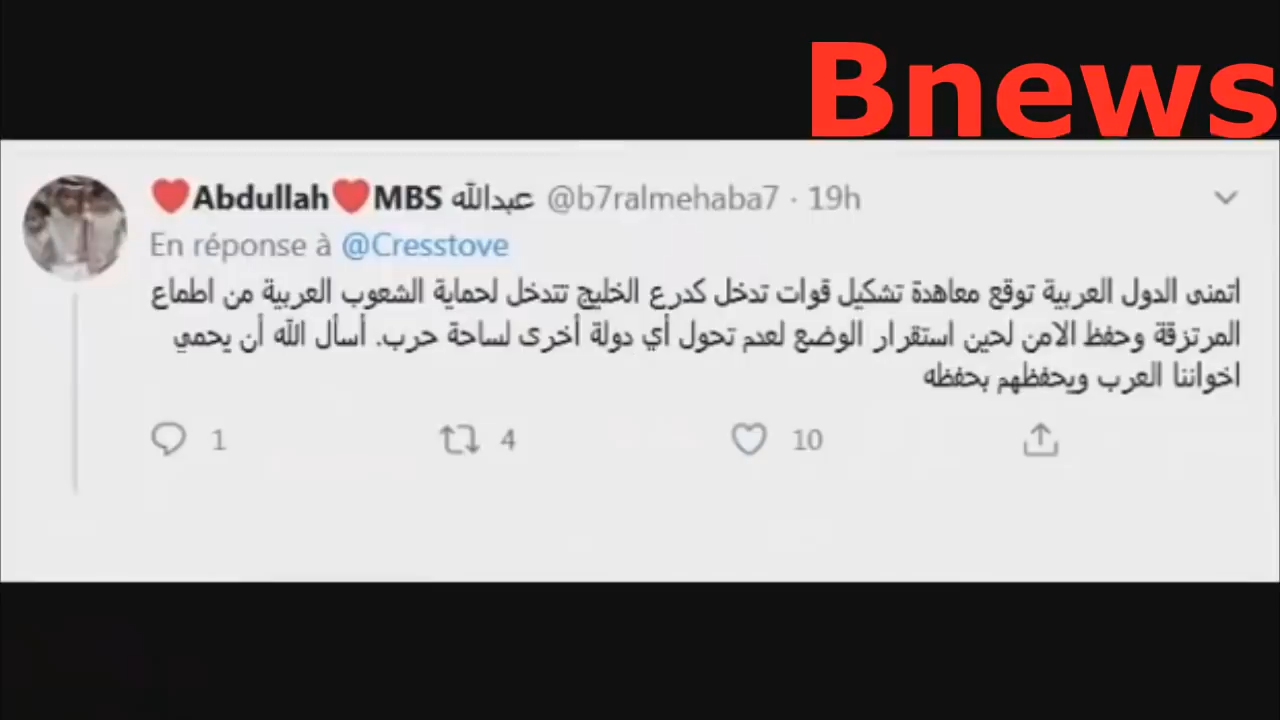 Bnews
❤Abdullah❤MBS عبدالله @b7ralmehaba7 · 19h
En réponse à @Cresstove
اتمنى الدول العربية توقع معاهدة تشكيل قوات تدخل كدرع الخليج تتدخل لحماية الشعوب العربية من اطماع
المرتزقة وحفظ الامن لحين استقرار الوضع لعدم تحول أي دولة أخرى لساحة حرب. أسأل الله أن يحمي
اخواننا العرب ويحفظهم بحفظه
1 4 10